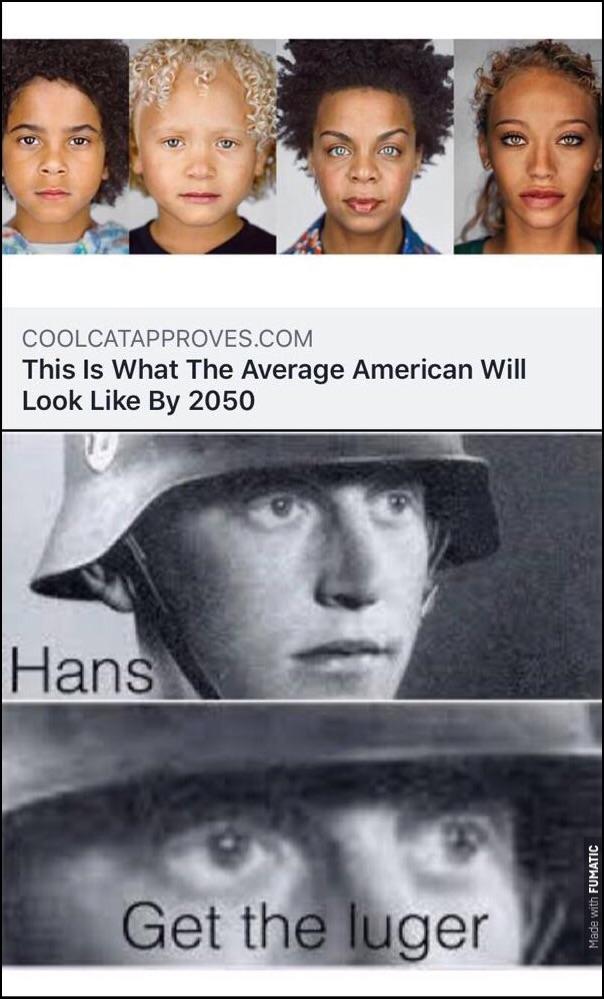 COOLCATAPPROVES.COM
This Is What The Average American Will
Look Like By 2050
Hans
Get the luger
Made with FUMATIC